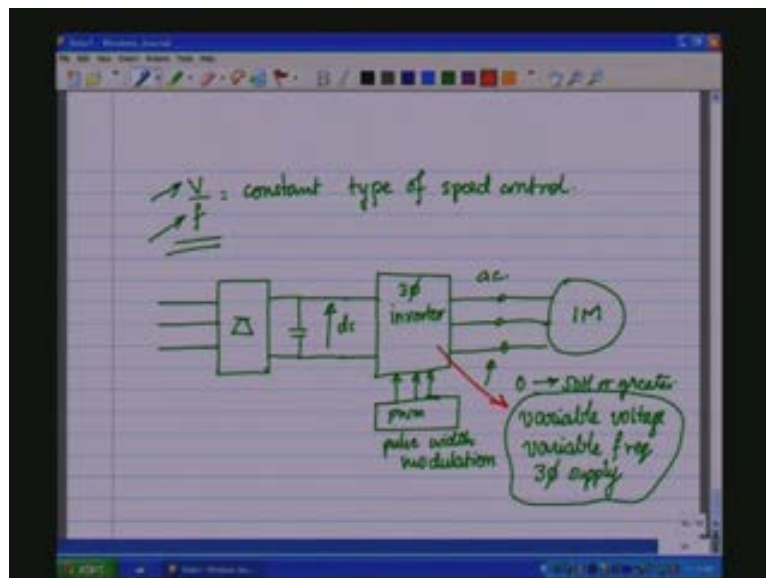 V/f = constant type of speed control.
ac
3φ
inverter
dc
IM
0 → 50H or greater
variable voltage
variable freq
3φ supply
pwm
pulse width
modulation